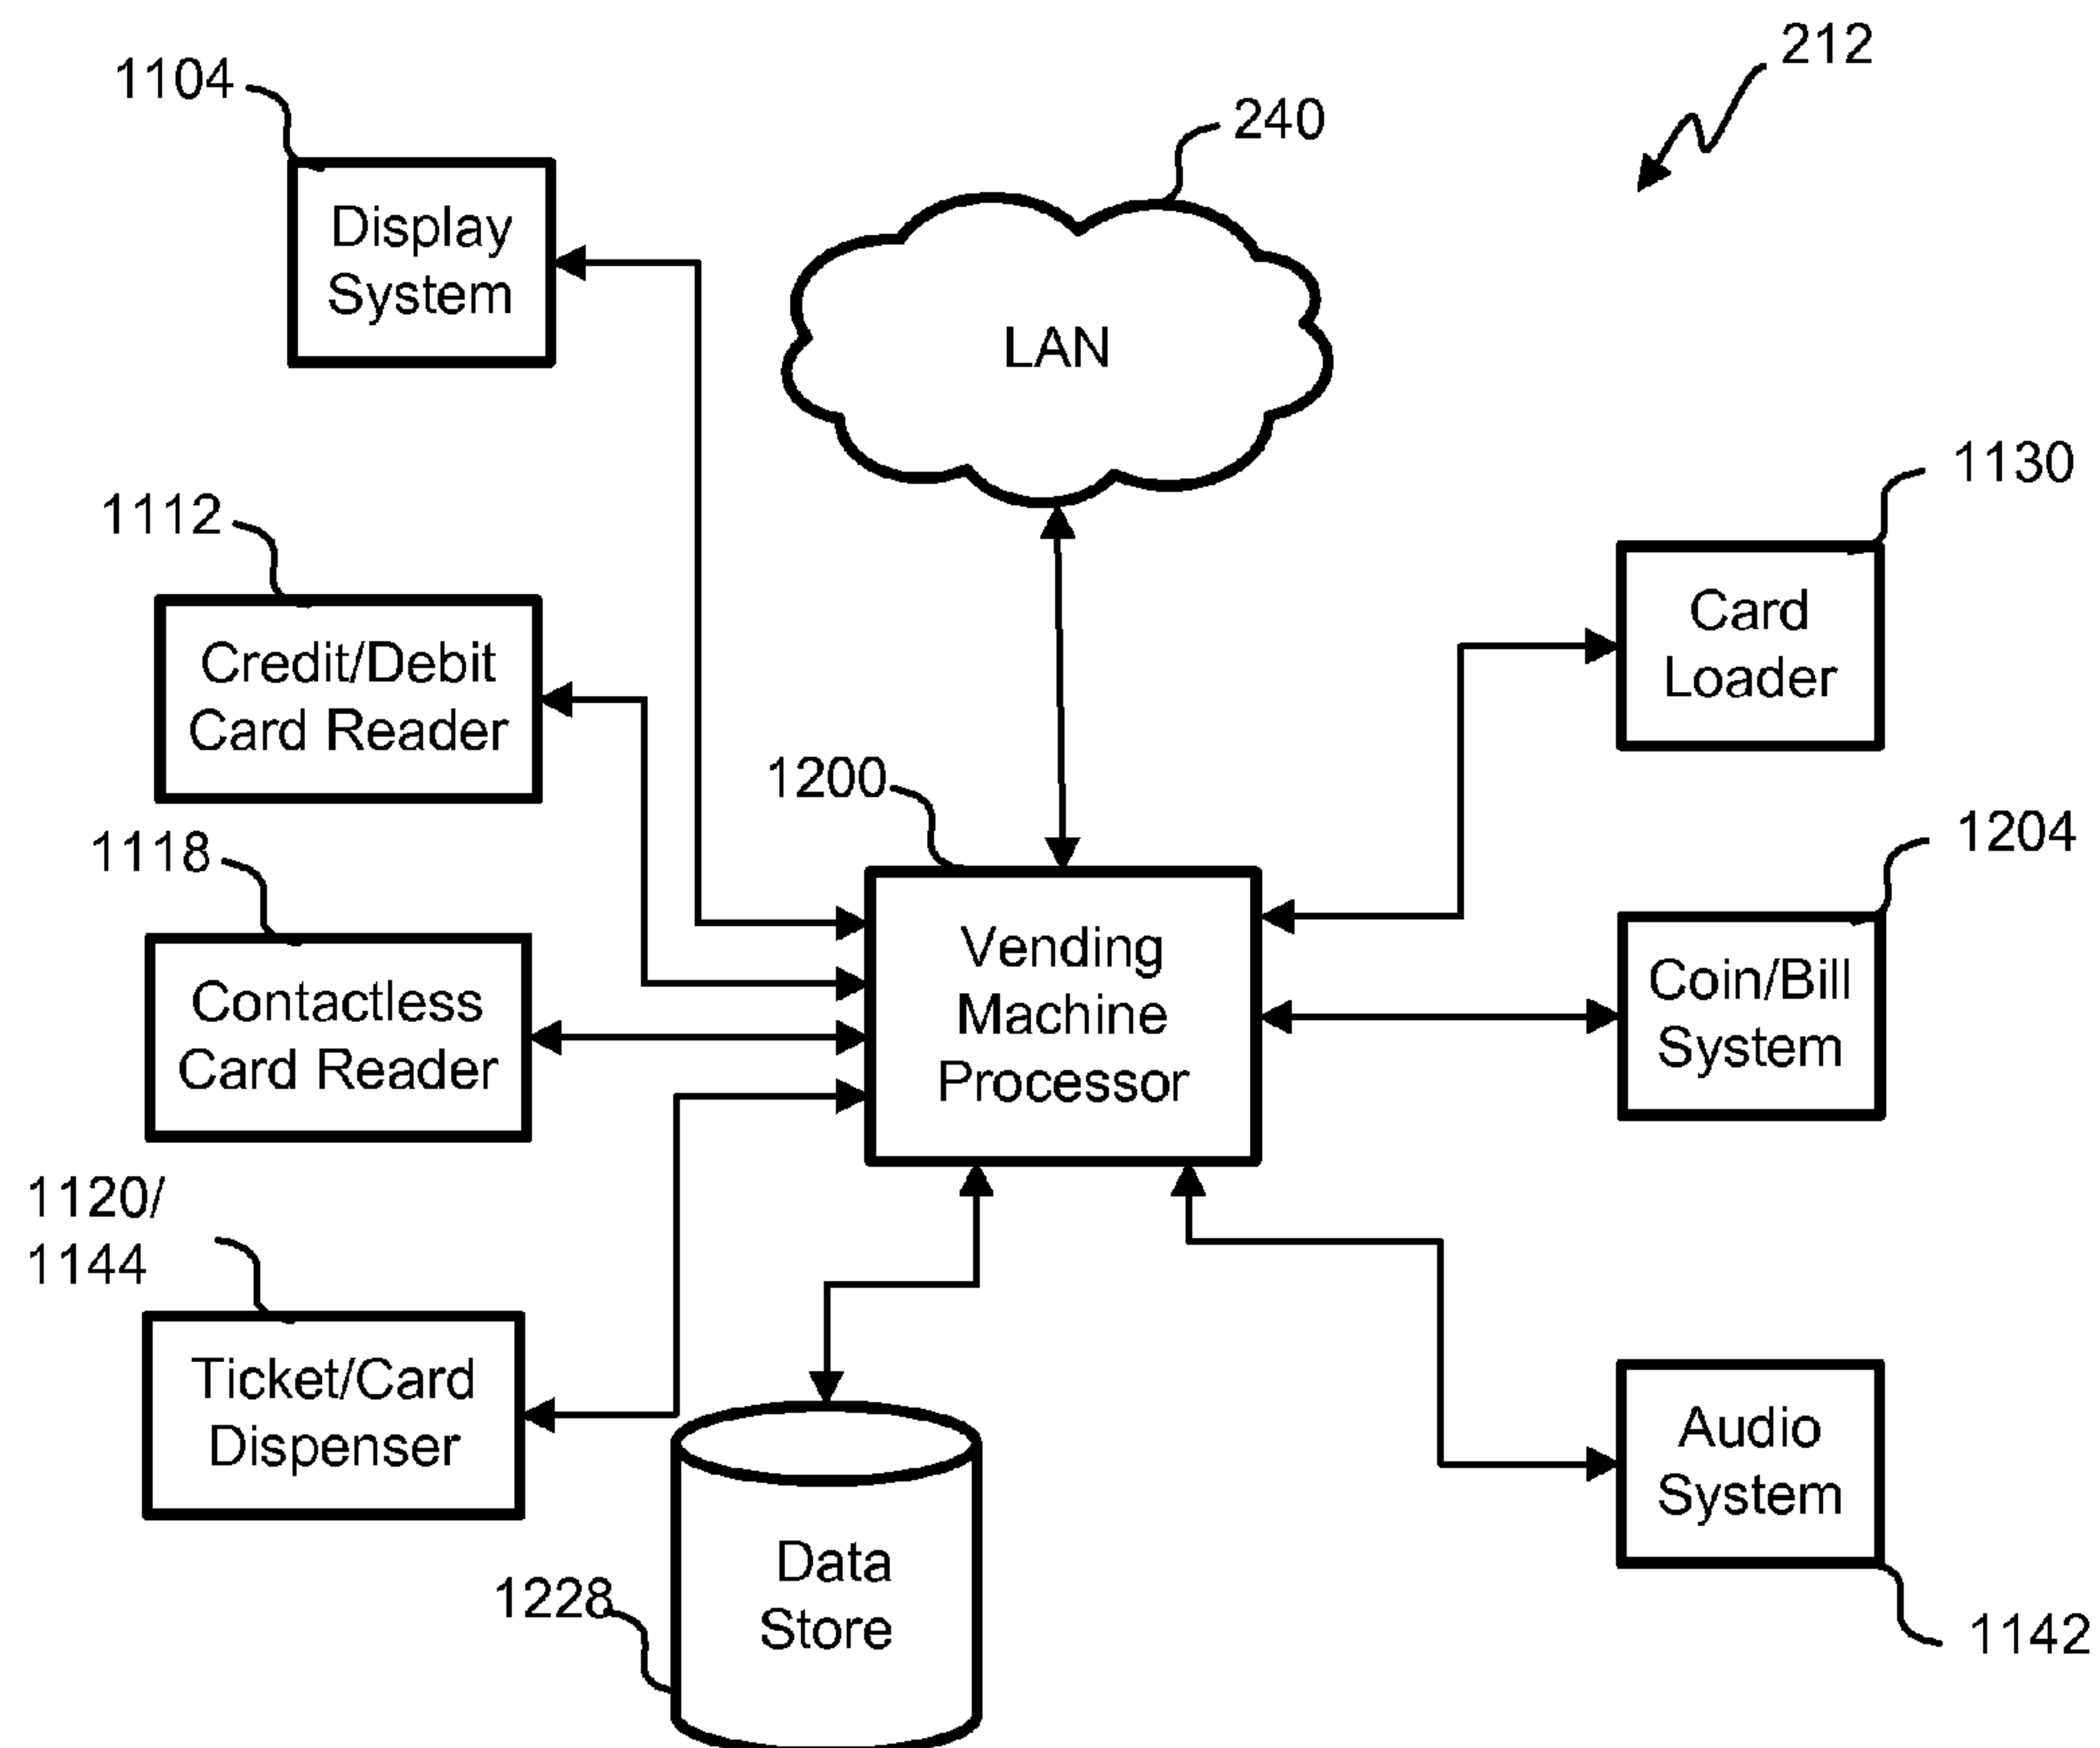 212
1104
240
Display
System
LAN
1130
1112
Card
Loader
Credit/Debit
Card Reader
1200
1204
1118
Vending
Machine
Processor
Coin/Bill
System
Contactless
Card Reader
1120/
1144
Ticket/Card
Dispenser
Audio
System
Data
Store
1228
1142